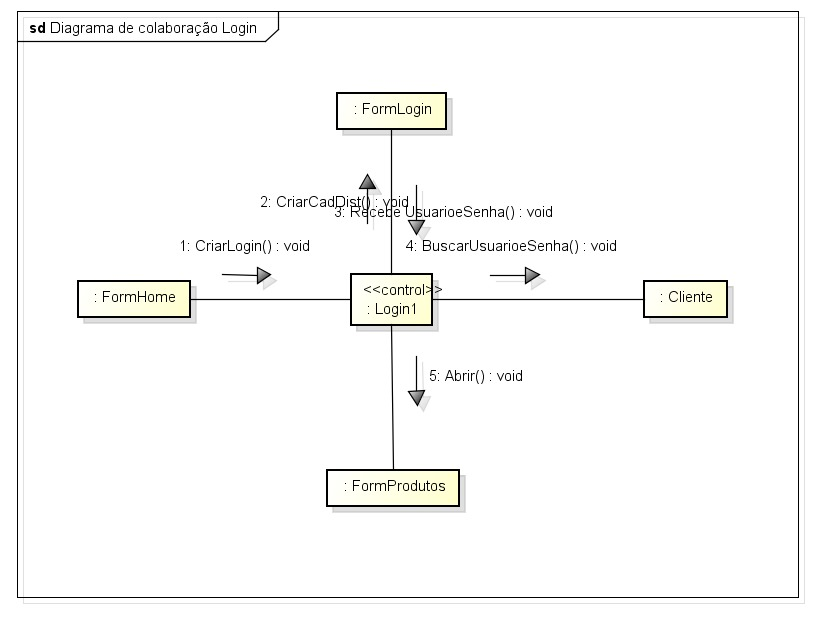 sd Diagrama de colaboração Login
: FormLogin
2: CriarCadDist() : void
3: Recebe UsuarioeSenha() : void
1: CriarLogin() : void
4: BuscarUsuarioeSenha() : void
: FormHome
<<control>>
: Login1
: Cliente
5: Abrir() : void
: FormProdutos